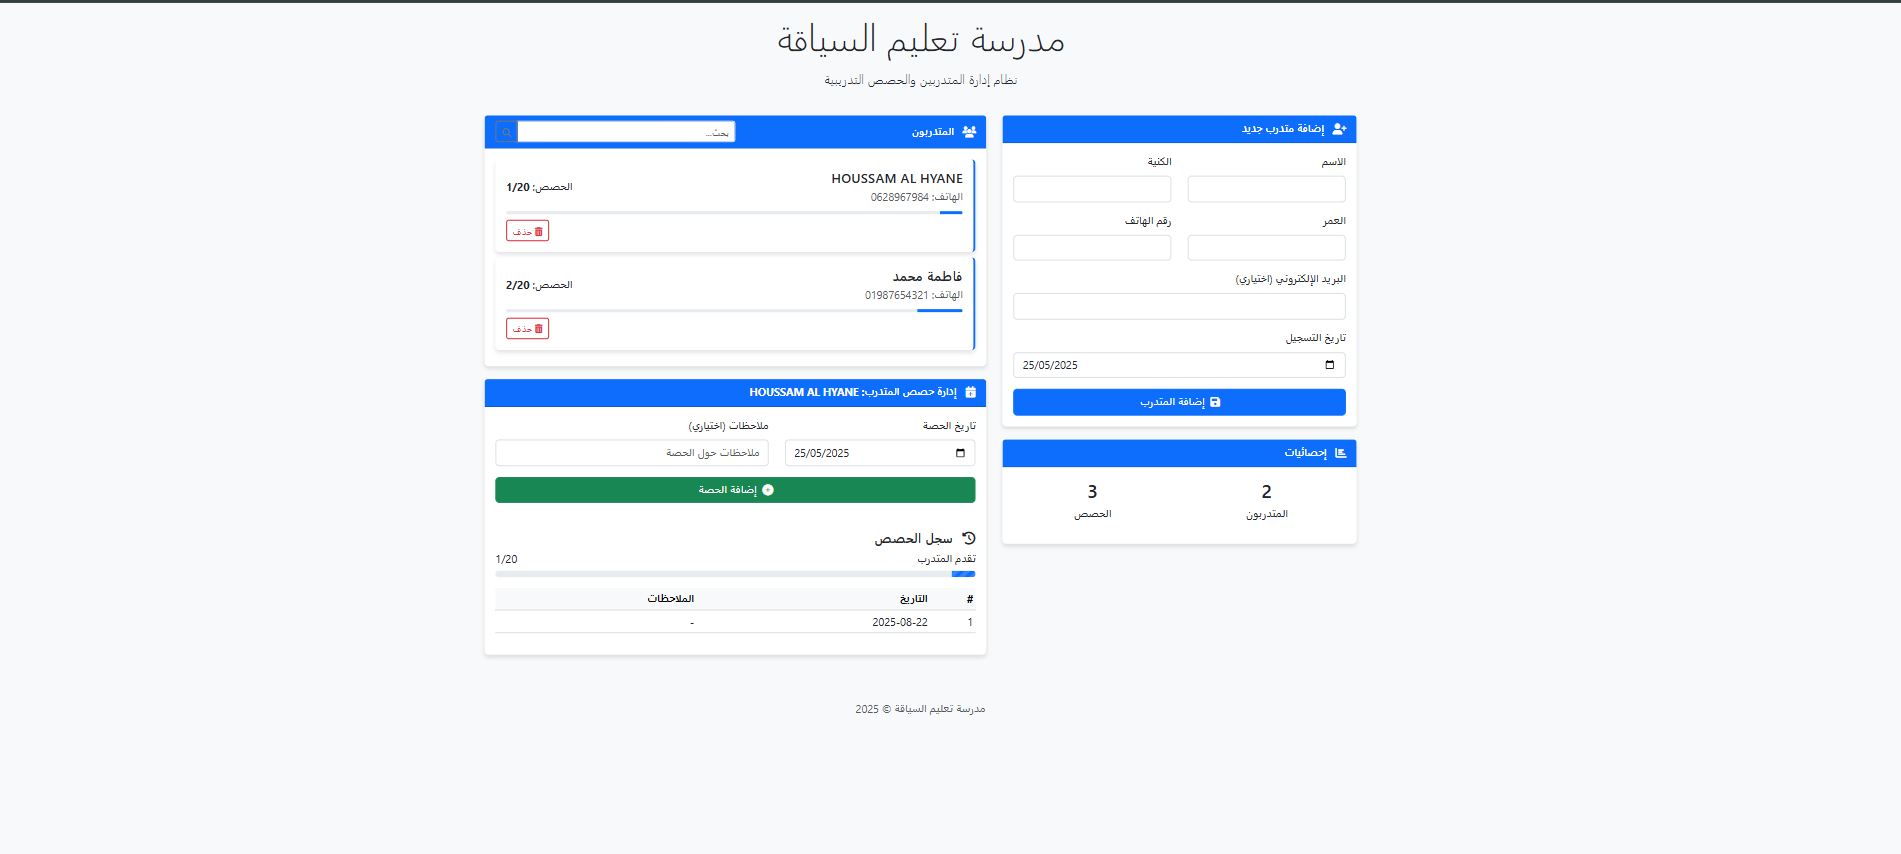 مدرسة تعليم السياقة
نظام إدارة المتدربين والحصص التدريبية
إضافة متدرب جديد
الاسم
الكنية
العمر
رقم الهاتف
البريد الإلكتروني (اختياري)
تاريخ التسجيل
25/05/2025
إضافة المتدرب
إحصائيات
2
المتدربون
3
الحصص
المتدربون
بحث...
HOUSSAM AL HYANE
الهاتف: 0628967984
الحصص: 1/20
حذف
فاطمة محمد
الهاتف: 01987654321
الحصص: 2/20
حذف
إدارة حصص المتدرب: HOUSSAM AL HYANE
تاريخ الحصة
25/05/2025
ملاحظات (اختياري)
ملاحظات حول الحصة
إضافة الحصة
سجل الحصص
تقدم المتدرب 1/20
# التاريخ الملاحظات
1 2025-08-22 -
مدرسة تعليم السياقة © 2025